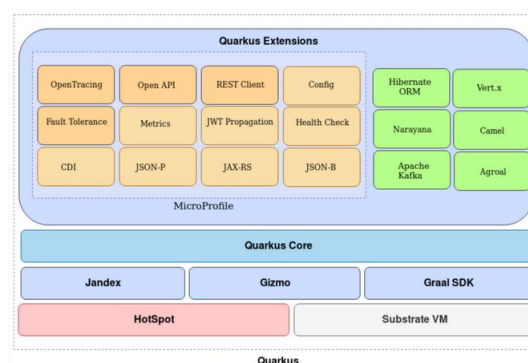 Quarkus Extensions
OpenTracing
Open API
REST Client
Config
Hibernate
ORM
Vert.x
Fault Tolerance
Metrics
JWT Propagation
Health Check
Narayana
Camel
CDI
JSON-P
JAX-RS
JSON-B
Apache
Kafka
Agroal
MicroProfile
Quarkus Core
Jandex
Gizmo
Graal SDK
HotSpot
Substrate VM
Quarkus